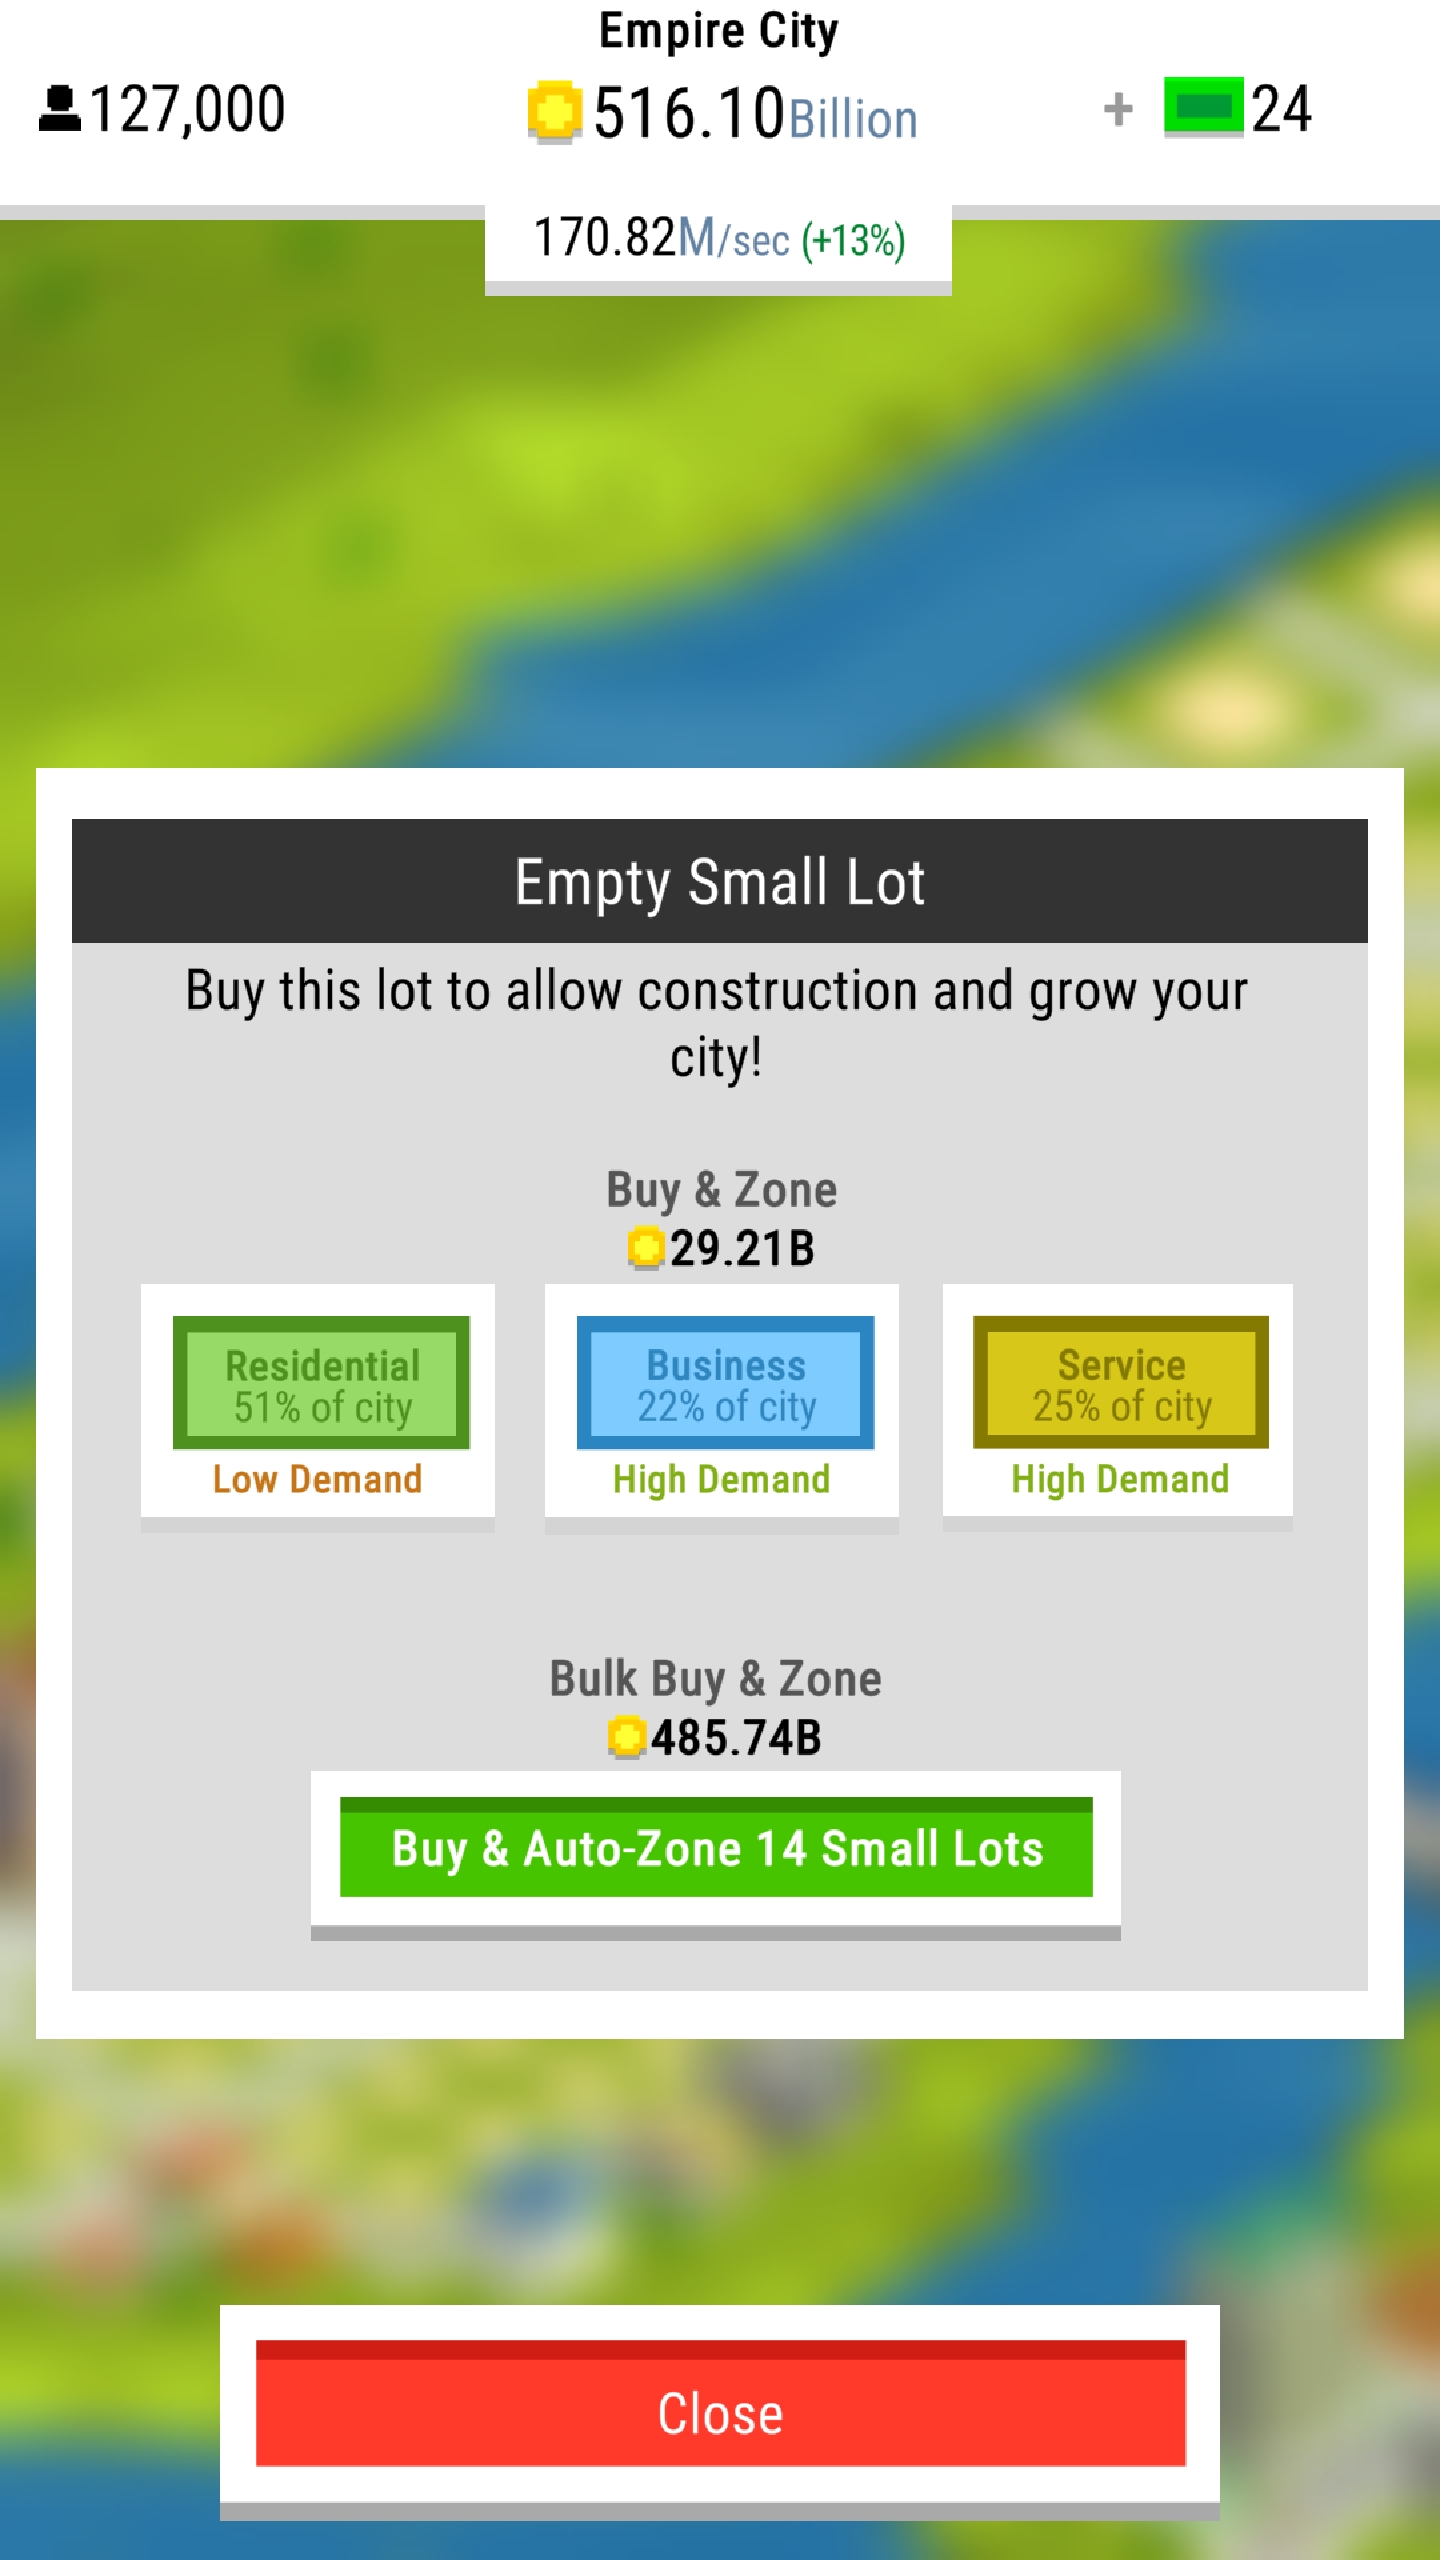 Empire City
127,000
516.10Billion
+ 24
170.82M/sec (+13%)
Empty Small Lot
Buy this lot to allow construction and grow your
city!
Buy & Zone
29.21B
Residential
51% of city
Low Demand
Business
22% of city
High Demand
Service
25% of city
High Demand
Bulk Buy & Zone
485.74B
Buy & Auto-Zone 14 Small Lots
Close